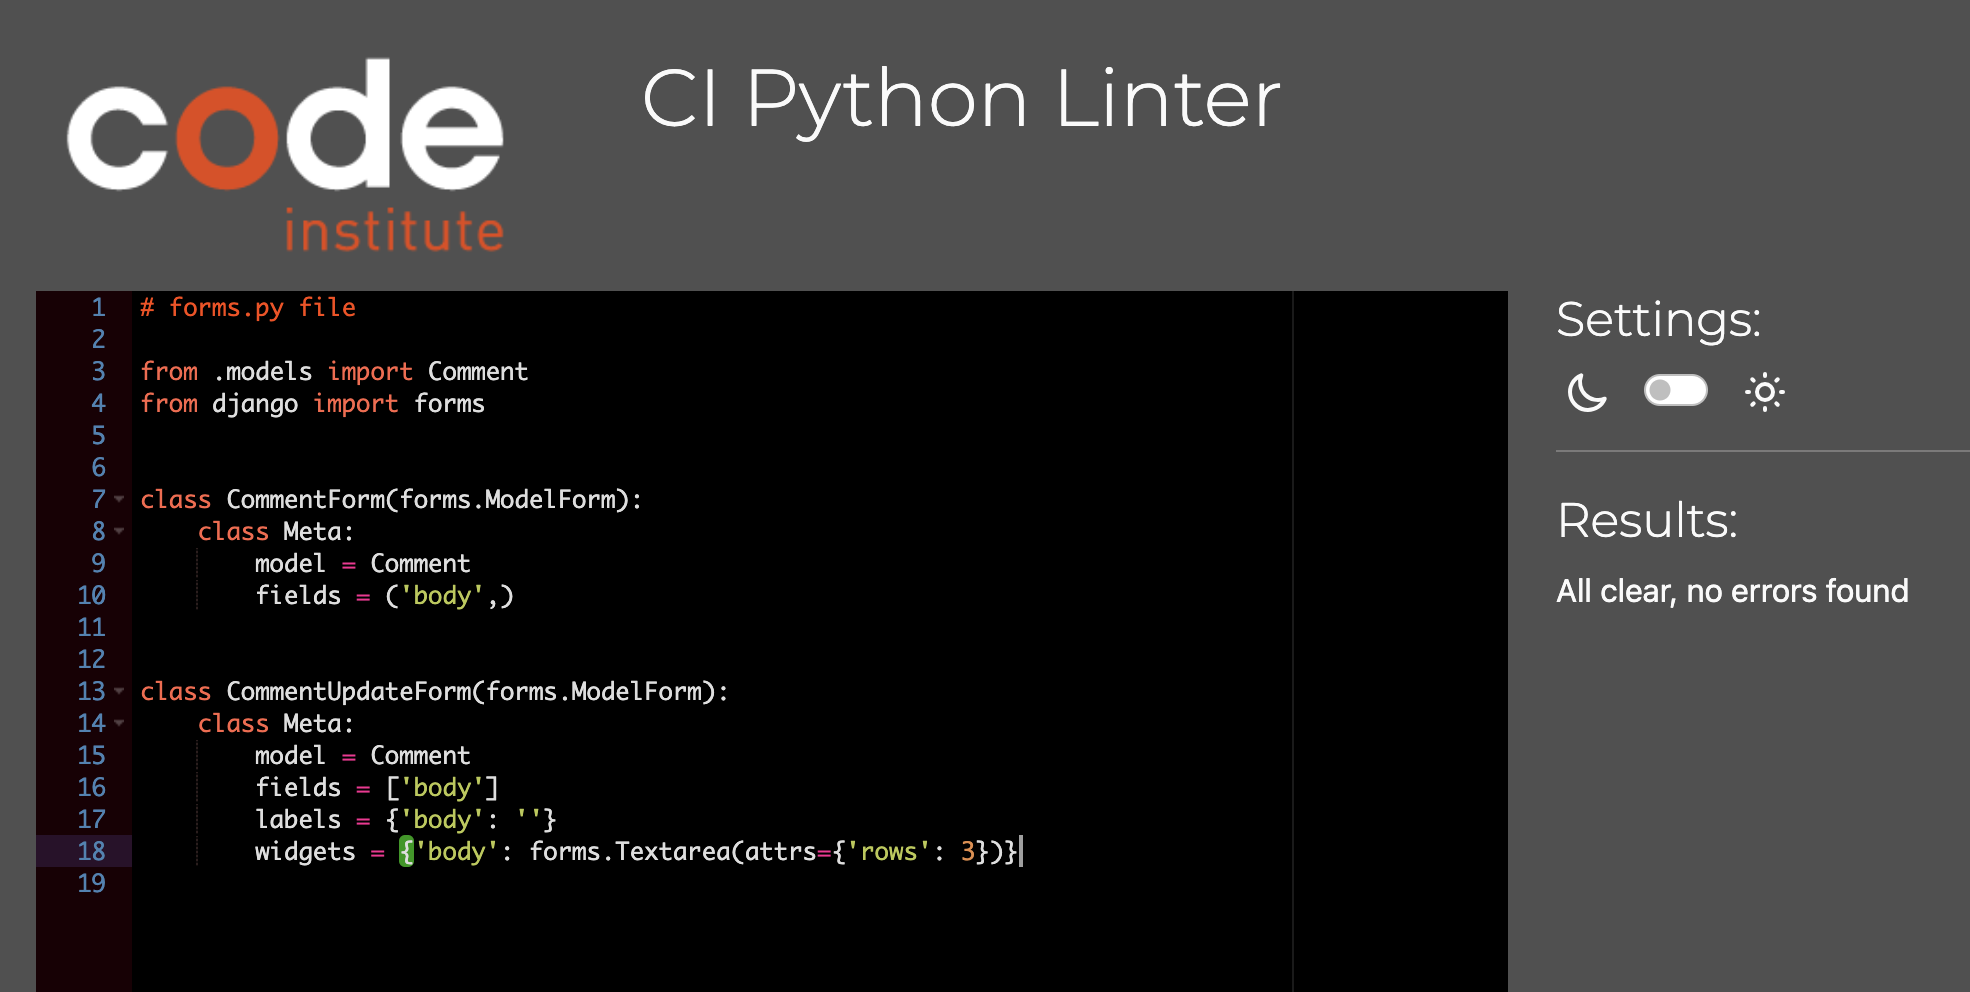 code
institute
CI Python Linter
1 # forms.py file
2
3 from .models import Comment
4 from django import forms
5
6
7 class CommentForm(forms.ModelForm):
8     class Meta:
9         model = Comment
10         fields = ('body',)
11
12
13 class CommentUpdateForm(forms.ModelForm):
14     class Meta:
15         model = Comment
16         fields = ['body']
17         labels = {'body': ''}
18         widgets = {'body': forms.Textarea(attrs={'rows': 3})}
19
Settings:
Results:
All clear, no errors found